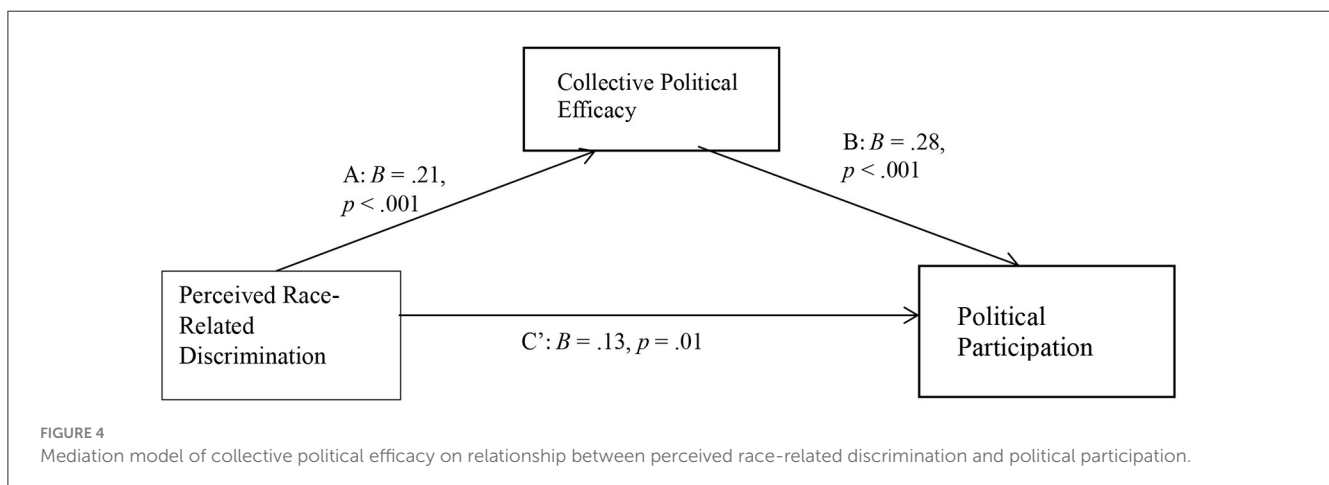 Collective Political
Efficacy
A: B = .21,
p < .001
B: B = .28,
p < .001
Perceived Race-
Related
Discrimination
C’: B = .13, p = .01
Political
Participation
FIGURE 4
Mediation model of collective political efficacy on relationship between perceived race-related discrimination and political participation.